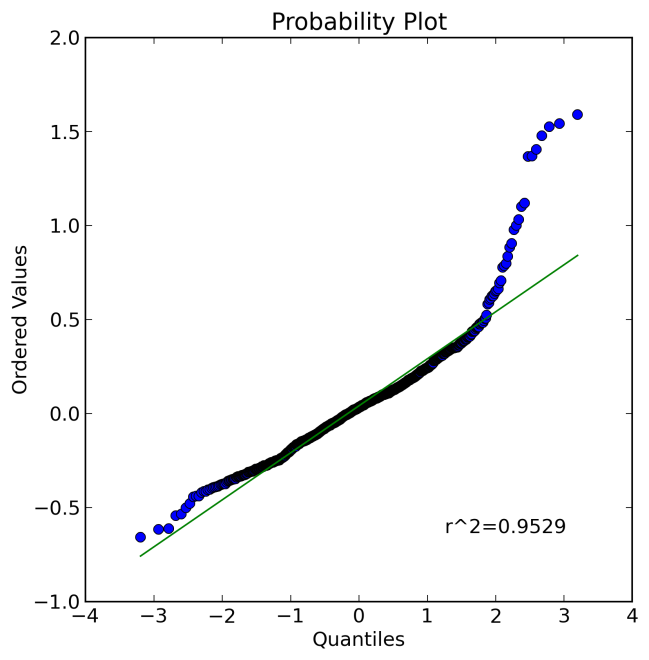 Probability Plot
2.0
1.5
1.0
0.5
0.0
−0.5
−1.0
Ordered Values
r^2=0.9529
−4 −3 −2 −1 0 1 2 3 4
Quantiles